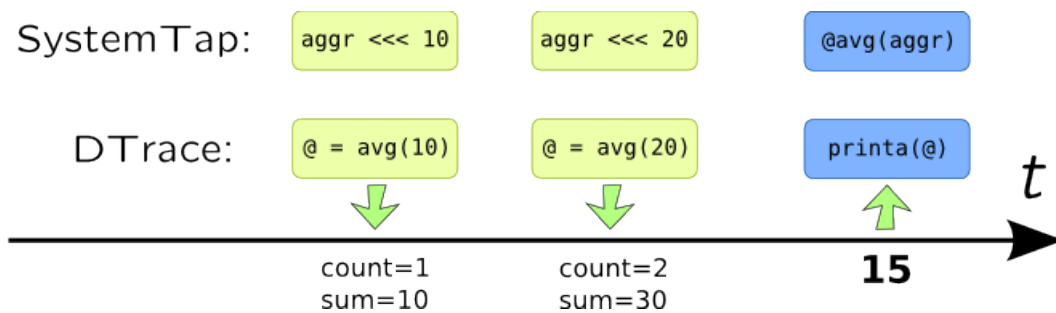 SystemTap: aggr <<< 10 aggr <<< 20 @avg(aggr)
DTrace: @ = avg(10) @ = avg(20) printa(@)
t
count=1 count=2 15
sum=10 sum=30